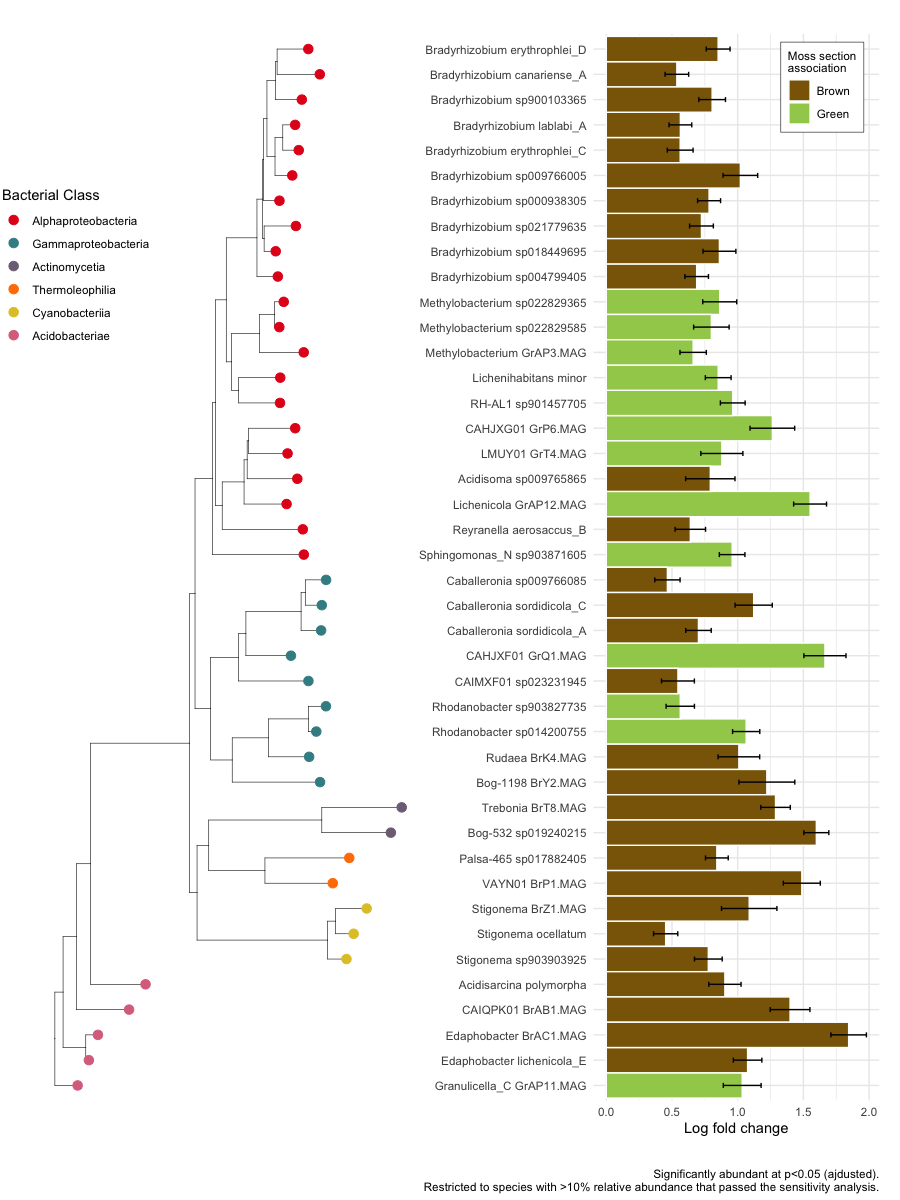 Bacterial Class
Alphaproteobacteria
Gammaproteobacteria
Actinomycetia
Thermoleophilia
Cyanobacteriia
Acidobacteriae
Bradyrhizobium erythrophlei_D
Bradyrhizobium canariense_A
Bradyrhizobium sp900103365
Bradyrhizobium lablabi_A
Bradyrhizobium erythrophlei_C
Bradyrhizobium sp009766005
Bradyrhizobium sp000938305
Bradyrhizobium sp021779635
Bradyrhizobium sp018449695
Bradyrhizobium sp004799405
Methylobacterium sp022829365
Methylobacterium sp022829585
Methylobacterium GrAP3.MAG
Lichenihabitans minor
RH-AL1 sp901457705
CAHJXG01 GrP6.MAG
LMUY01 GrT4.MAG
Acidisoma sp009765865
Lichenicola GrAP12.MAG
Reyranella aerosaccus_B
Sphingomonas_N sp903871605
Caballeronia sp009766085
Caballeronia sordidicola_C
Caballeronia sordidicola_A
CAHJXF01 GrQ1.MAG
CAIMXF01 sp023231945
Rhodanobacter sp903827735
Rhodanobacter sp014200755
Rudaea BrK4.MAG
Bog-1198 BrY2.MAG
Trebonia BrT8.MAG
Bog-532 sp019240215
Palsa-465 sp017882405
VAYN01 BrP1.MAG
Stigonema BrZ1.MAG
Stigonema ocellatum
Stigonema sp903903925
Acidisarcina polymorpha
CAIQPK01 BrAB1.MAG
Edaphobacter BrAC1.MAG
Edaphobacter lichenicola_E
Granulicella_C GrAP11.MAG
Moss section
association
Brown
Green
0.0 0.5 1.0 1.5 2.0
Log fold change
Significantly abundant at p<0.05 (ajdusted).
Restricted to species with >10% relative abundance that passed the sensitivity analysis.